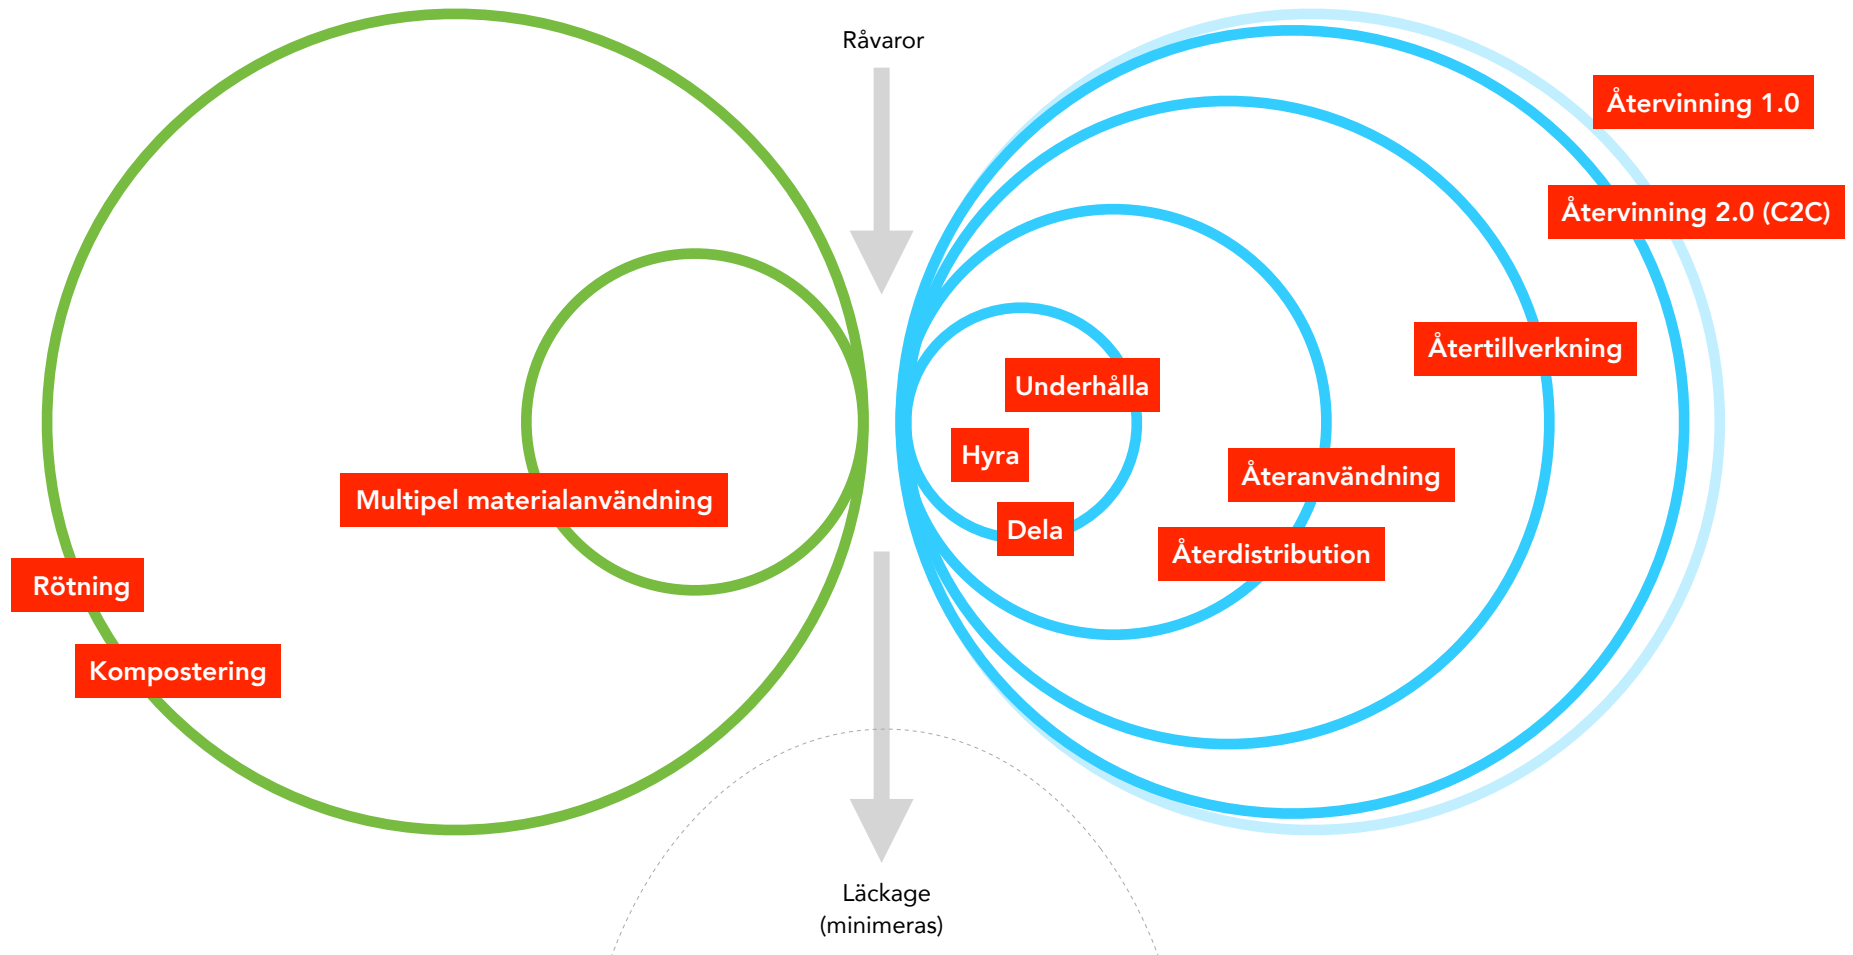 Råvaror
Återvinning 1.0
Återvinning 2.0 (C2C)
Återtillverkning
Underhålla
Hyra
Återanvändning
Multipel materialanvändning
Dela
Återdistribution
Rötning
Kompostering
Läckage
(minimeras)